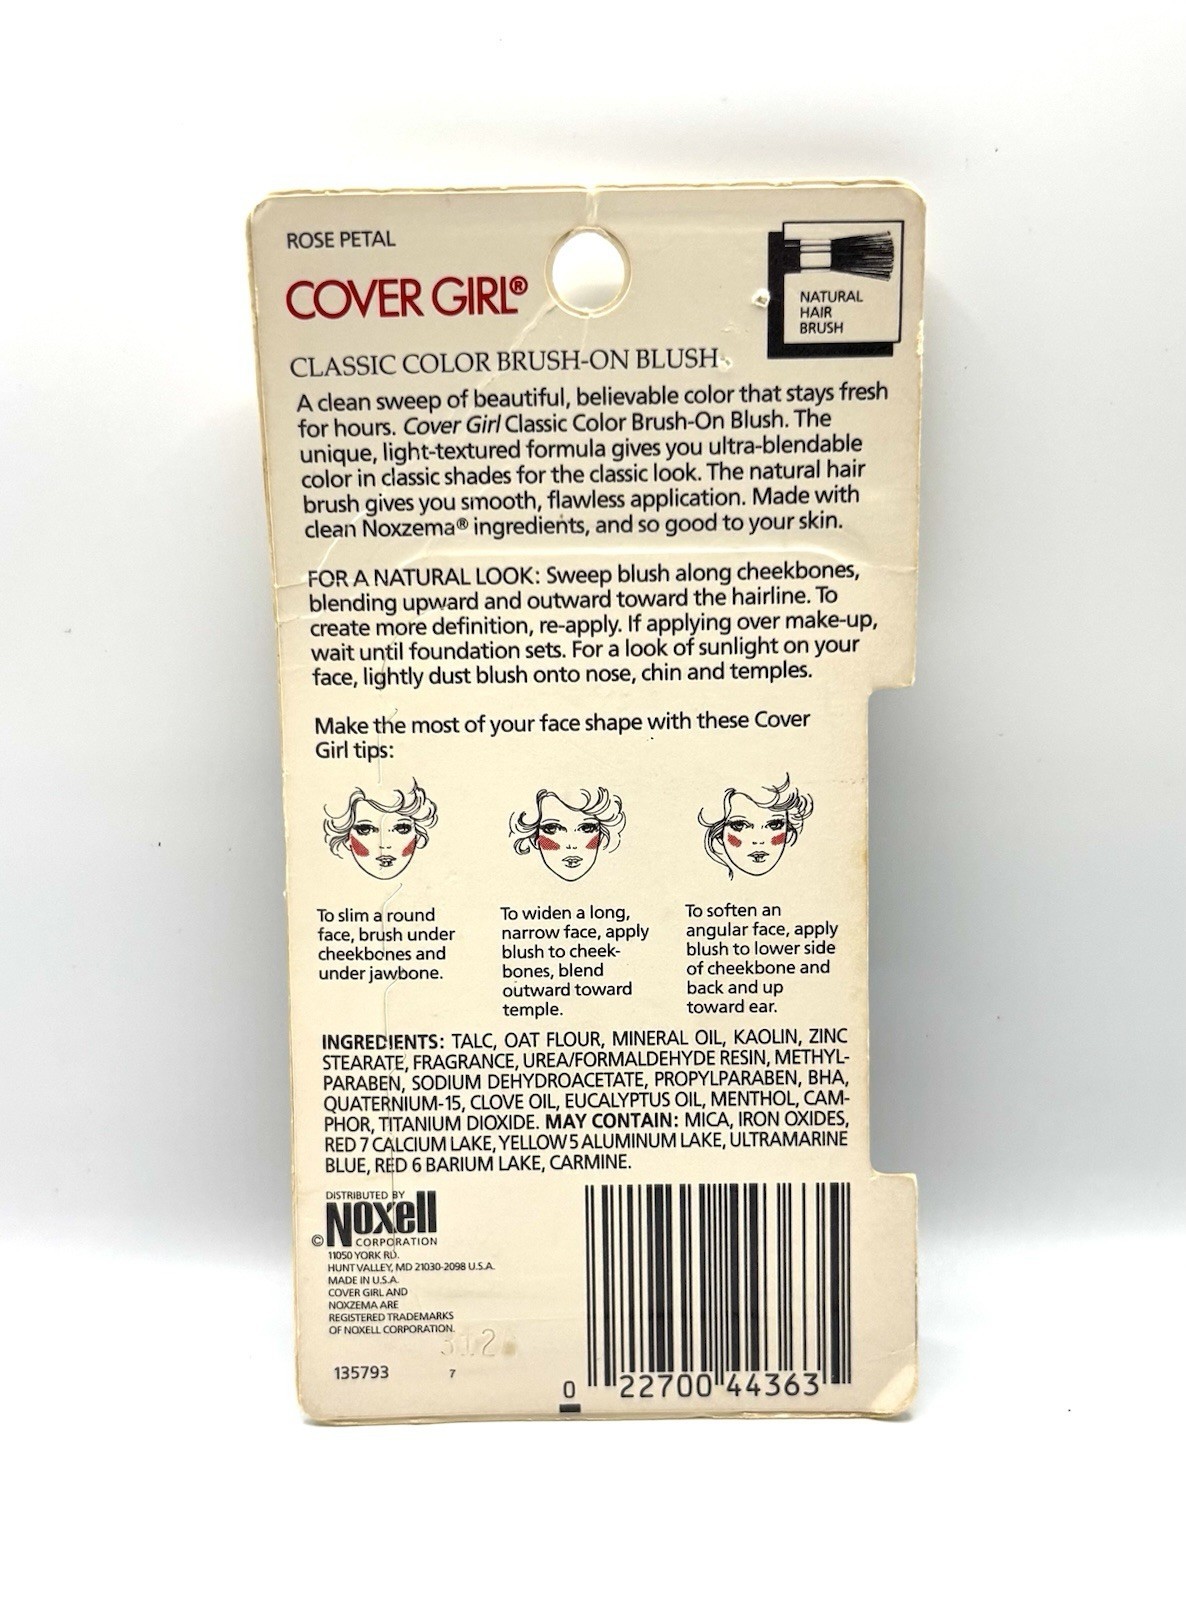 ROSE PETAL
COVER GIRL®
NATURAL
HAIR
BRUSH
CLASSIC COLOR BRUSH-ON BLUSH
A clean sweep of beautiful, believable color that stays fresh
for hours. Cover Girl Classic Color Brush-On Blush. The
unique, light-textured formula gives you ultra-blendable
color in classic shades for the classic look. The natural hair
brush gives you smooth, flawless application. Made with
clean Noxzema® ingredients, and so good to your skin.
FOR A NATURAL LOOK: Sweep blush along cheekbones,
blending upward and outward toward the hairline. To
create more definition, re-apply. If applying over make-up,
wait until foundation sets. For a look of sunlight on your
face, lightly dust blush onto nose, chin and temples.
Make the most of your face shape with these Cover
Girl tips:
To slim a round
face, brush under
cheekbones and
under jawbone.
To widen a long,
narrow face, apply
blush to cheek-
bones, blend
outward toward
temple.
To soften an
angular face, apply
blush to lower side
of cheekbone and
back and up
toward ear.
INGREDIENTS: TALC, OAT FLOUR, MINERAL OIL, KAOLIN, ZINC
STEARATE, FRAGRANCE, UREA/FORMALDEHYDE RESIN, METHYL-
PARABEN, SODIUM DEHYDROACETATE, PROPYLPARABEN, BHA,
QUATERNIUM-15, CLOVE OIL, EUCALYPTUS OIL, MENTHOL, CAM-
PHOR, TITANIUM DIOXIDE. MAY CONTAIN: MICA, IRON OXIDES,
RED 7 CALCIUM LAKE, YELLOW 5 ALUMINUM LAKE, ULTRAMARINE
BLUE, RED 6 BARIUM LAKE, CARMINE.
DISTRIBUTED BY
Noxell
© CORPORATION
11050 YORK RD.
HUNT VALLEY, MD 21030-2098 U.S.A.
MADE IN U.S.A.
COVER GIRL AND
NOXZEMA ARE
REGISTERED TRADEMARKS
OF NOXELL CORPORATION.
135793 7
0 22700 44363